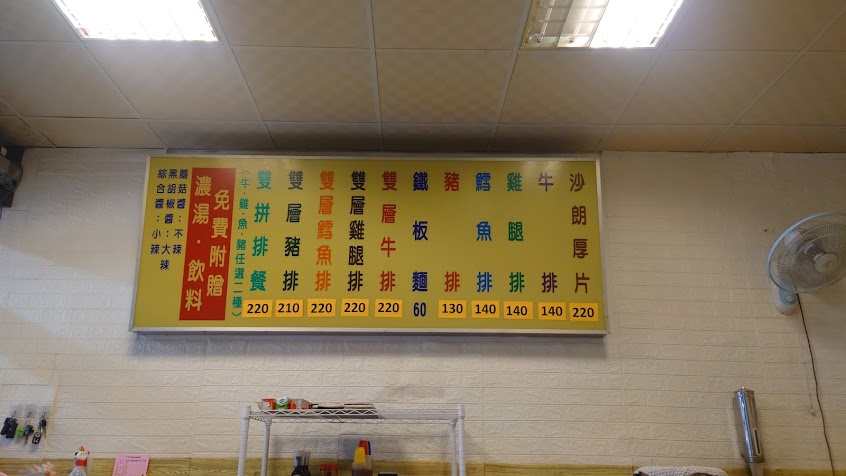 沙朗厚片 220
牛排 140
雞腿排 140
鱈魚排 140
豬排 130
鐵板麵 60
雙層牛排 220
雙層雞腿排 220
雙層鱈魚排 220
雙層豬排 210
雙拼排餐 220
(牛·雞·魚·豬任選二種)
免費附贈
濃湯·飲料
蘑菇醬:不辣
黑胡椒醬:大辣
綜合醬:小辣